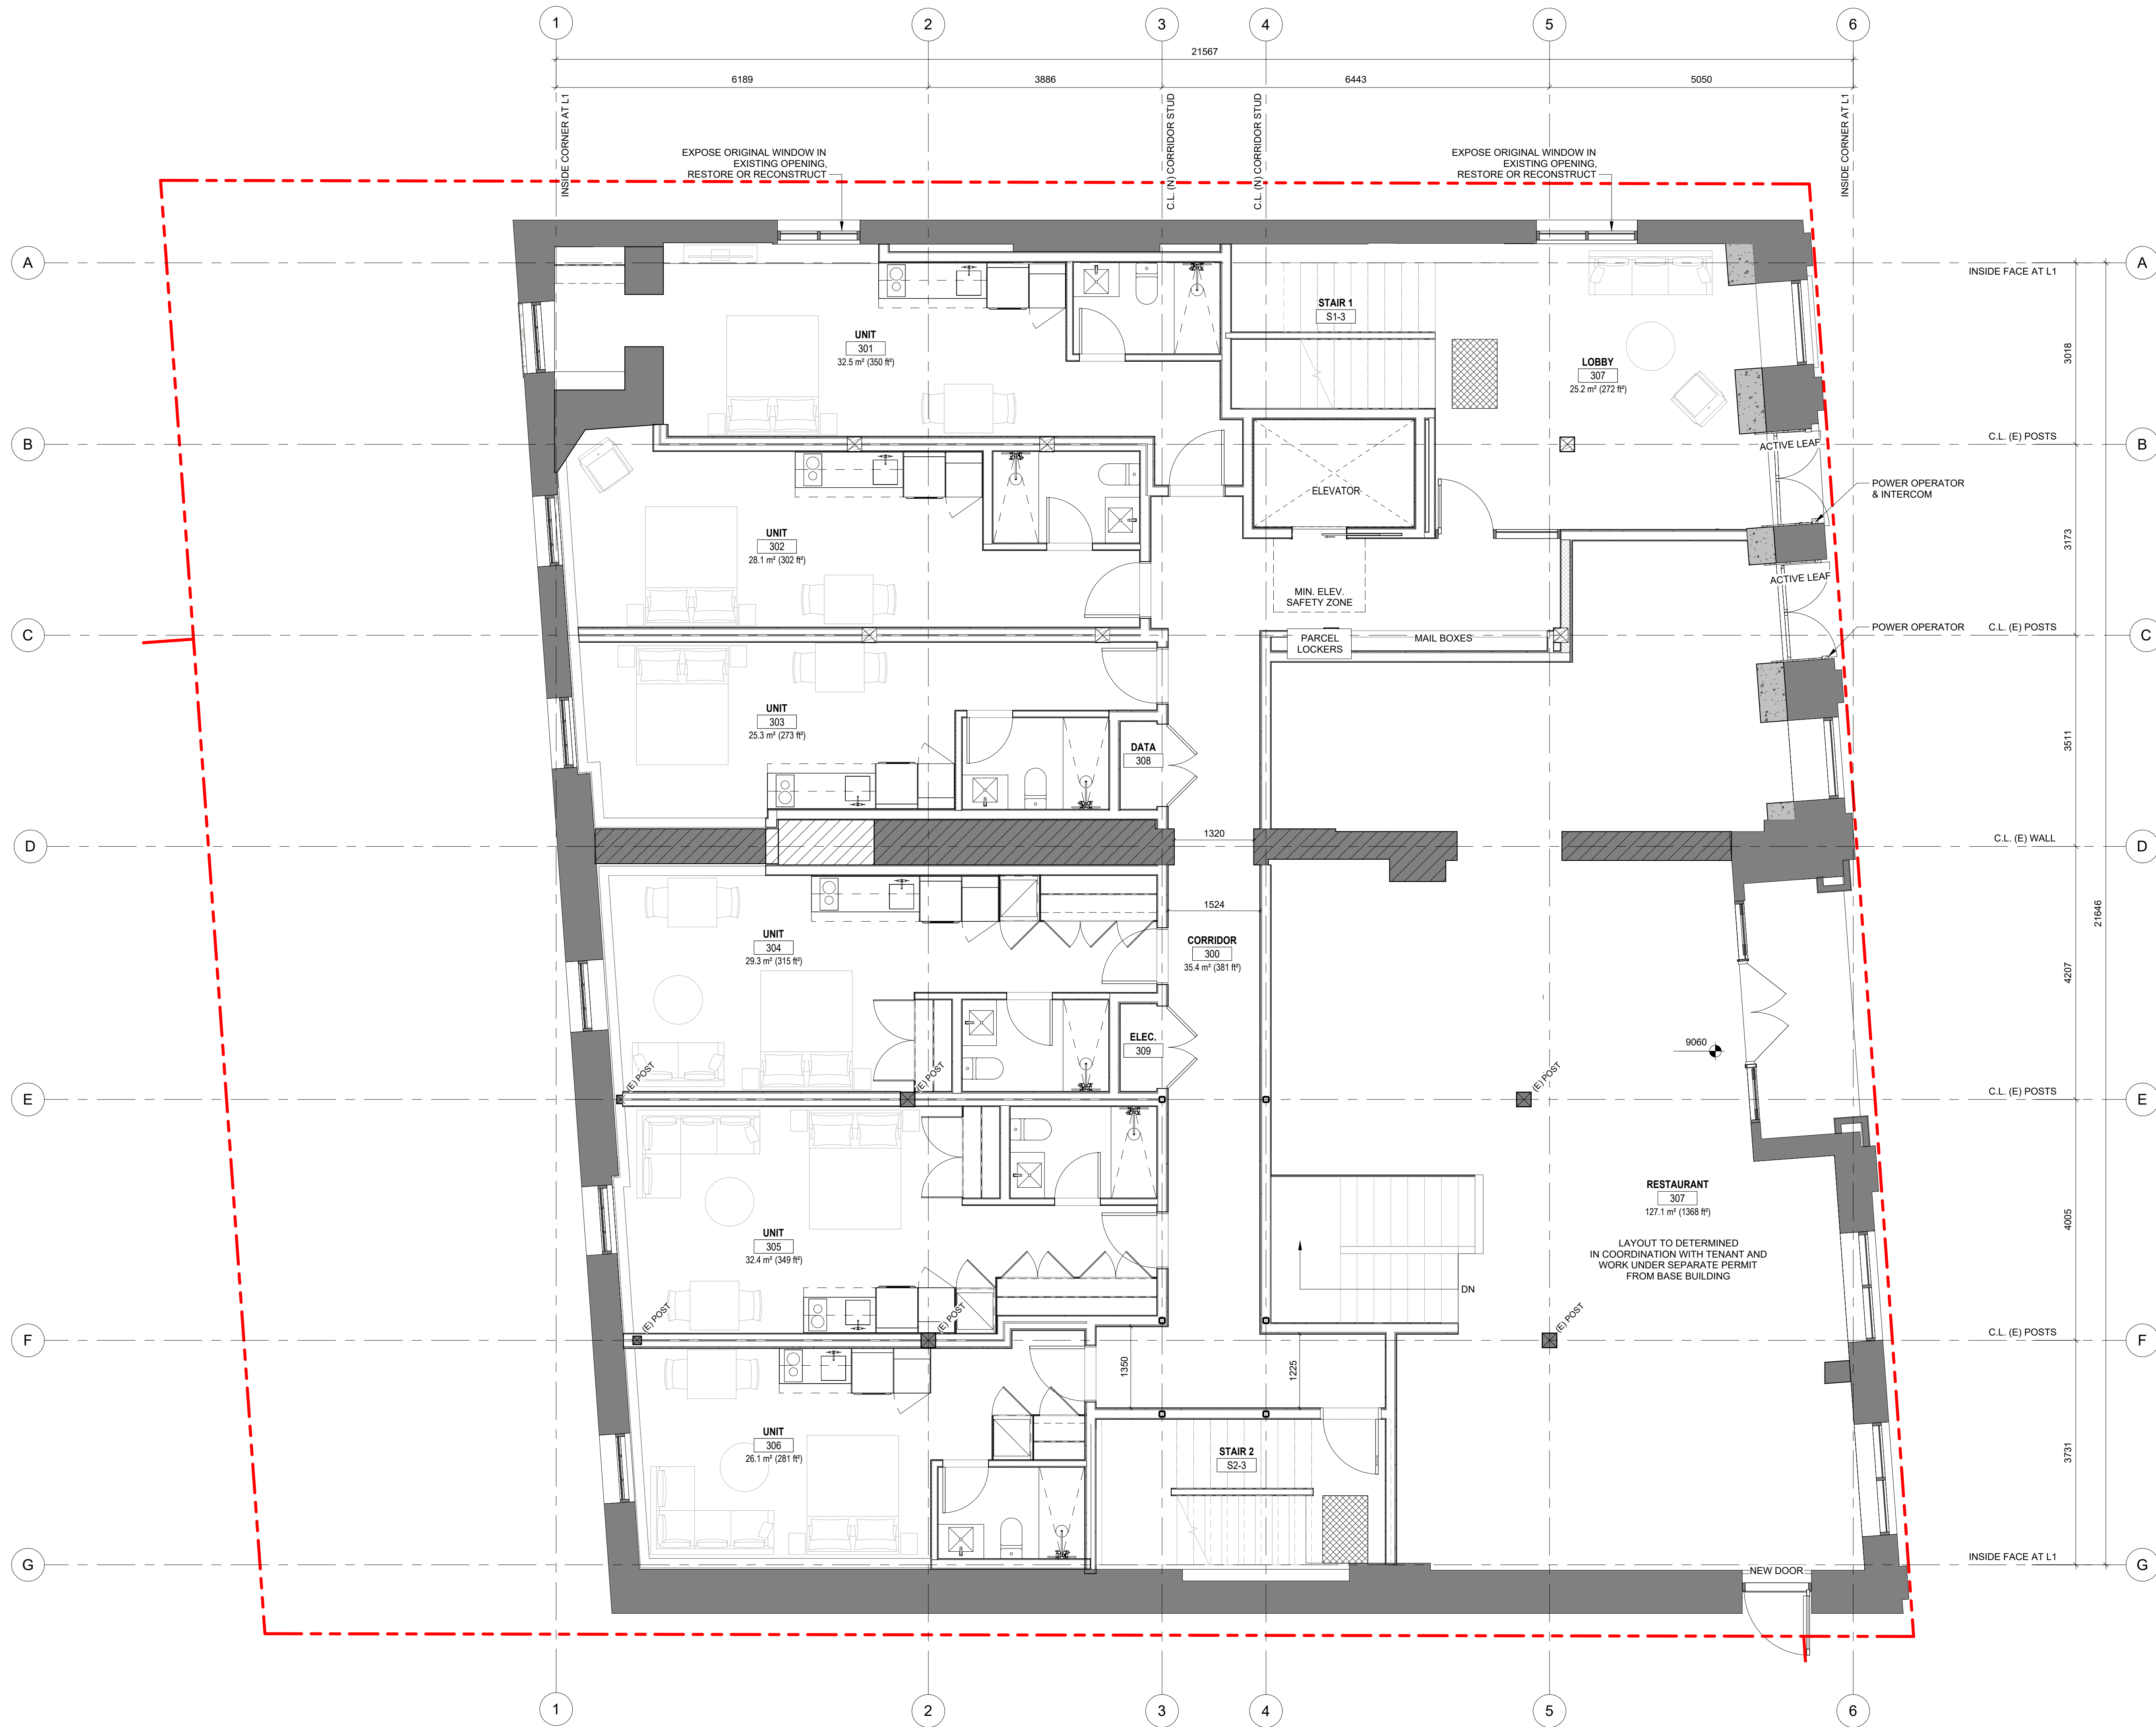 1
2
3
4
5
6
21567
6189
3886
6443
5050
INSIDE CORNER AT L1
C.L. (N) CORRIDOR STUD
C.L. (N) CORRIDOR STUD
INSIDE CORNER AT L1
EXPOSE ORIGINAL WINDOW IN
EXISTING OPENING,
RESTORE OR RECONSTRUCT
EXPOSE ORIGINAL WINDOW IN
EXISTING OPENING,
RESTORE OR RECONSTRUCT
A
A
INSIDE FACE AT L1
STAIR 1
S1-3
UNIT
301
32.5 m² (350 ft²)
LOBBY
307
25.2 m² (272 ft²)
3018
B
B
C.L. (E) POSTS
ACTIVE LEAF
POWER OPERATOR
& INTERCOM
ELEVATOR
UNIT
302
28.1 m² (302 ft²)
3173
ACTIVE LEAF
MIN. ELEV.
SAFETY ZONE
POWER OPERATOR
C
C
C.L. (E) POSTS
PARCEL
LOCKERS
MAIL BOXES
UNIT
303
25.3 m² (273 ft²)
DATA
308
3511
D
D
1320
C.L. (E) WALL
1524
21646
UNIT
304
29.3 m² (315 ft²)
CORRIDOR
300
35.4 m² (381 ft²)
4207
ELEC.
309
9060
(E) POST
(E) POST
(E) POST
E
E
C.L. (E) POSTS
RESTAURANT
307
127.1 m² (1368 ft²)
4005
UNIT
305
32.4 m² (349 ft²)
LAYOUT TO DETERMINED
IN COORDINATION WITH TENANT AND
WORK UNDER SEPARATE PERMIT
FROM BASE BUILDING
DN
(E) POST
(E) POST
(E) POST
F
F
C.L. (E) POSTS
1350
1225
UNIT
306
26.1 m² (281 ft²)
STAIR 2
S2-3
3731
G
G
INSIDE FACE AT L1
NEW DOOR
1
2
3
4
5
6